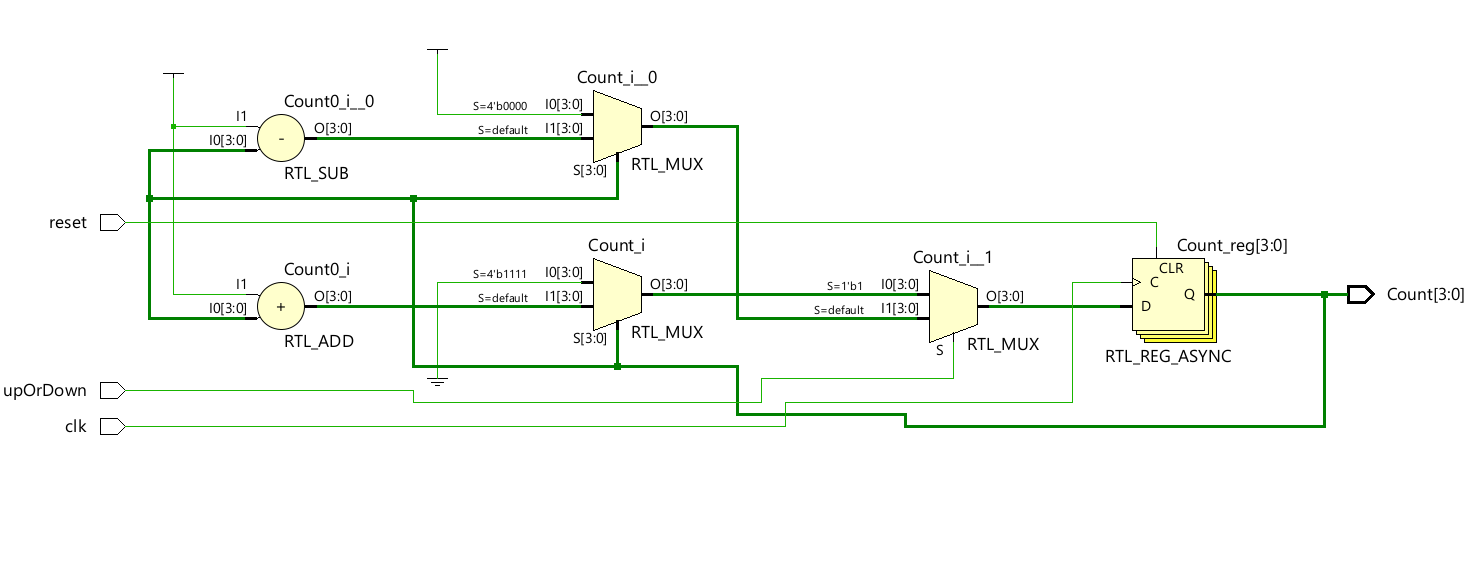 Count_i__0
Count0_i__0
S=4'b0000
I0[3:0]
O[3:0]
I1
O[3:0]
S=default
I1[3:0]
I0[3:0]
-
RTL_SUB
S[3:0]
RTL_MUX
reset
Count_i
Count_reg[3:0]
Count_i__1
Count0_i
S=4'b1111
I0[3:0]
O[3:0]
CLR
C
I1
O[3:0]
S=default
I1[3:0]
S=1'b1
I0[3:0]
O[3:0]
Q
Count[3:0]
I0[3:0]
+
S=default
I1[3:0]
D
RTL_ADD
S[3:0]
RTL_MUX
S
RTL_MUX
RTL_REG_ASYNC
upOrDown
clk